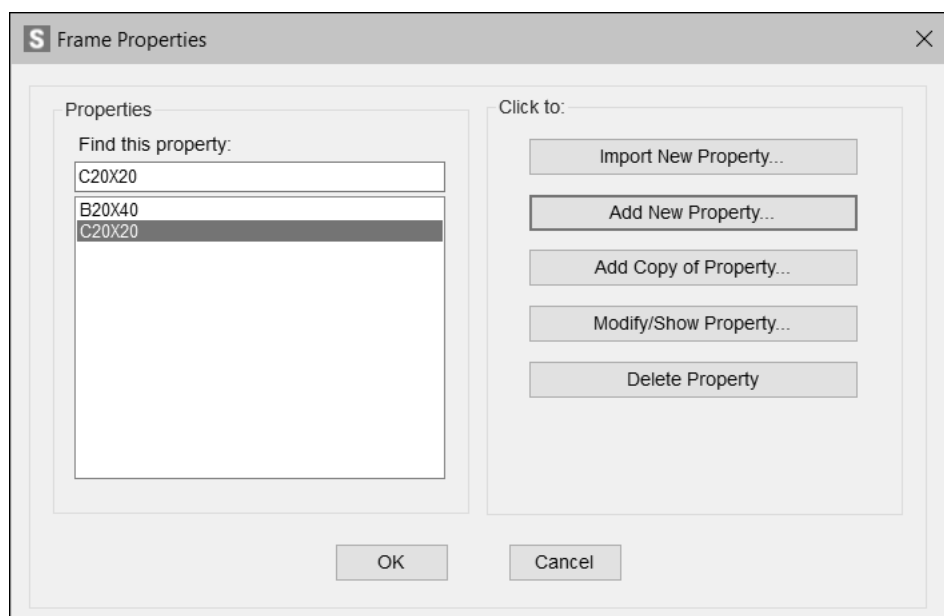 S Frame Properties
Properties
Find this property:
C20X20
B20X40
C20X20
Click to:
Import New Property...
Add New Property...
Add Copy of Property...
Modify/Show Property...
Delete Property
OK
Cancel